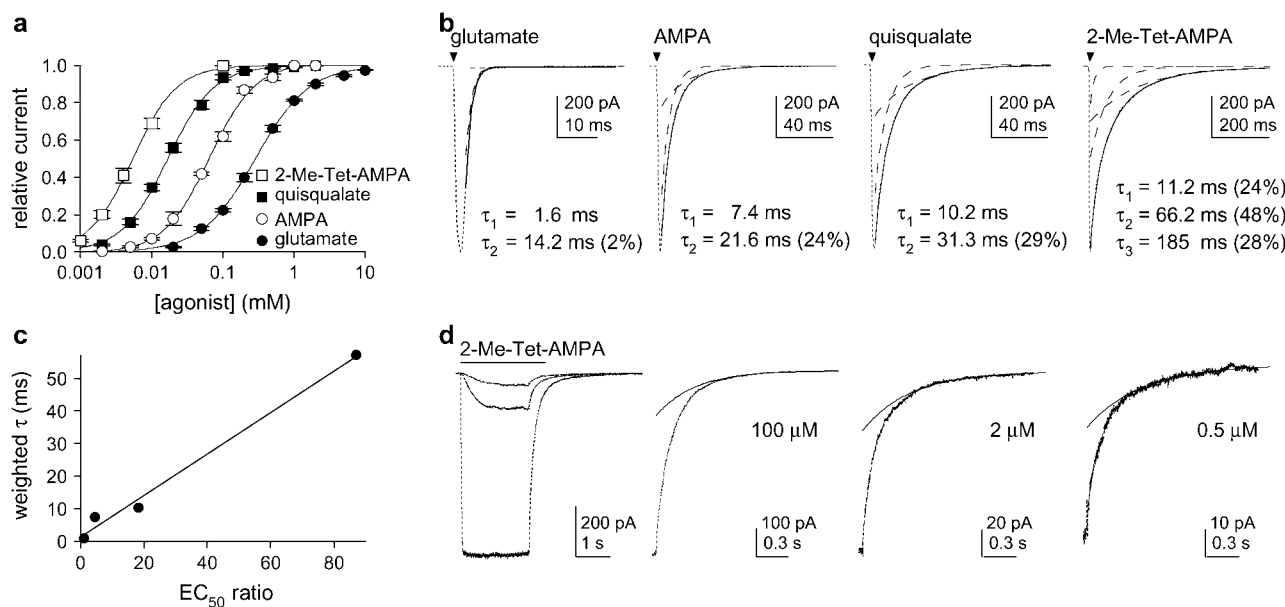 a
1.0
0.8
0.6
0.4
0.2
0.0
relative current
2-Me-Tet-AMPA
quisqualate
AMPA
glutamate
0.001 0.01 0.1 1 10
[agonist] (mM)
b
glutamate
200 pA
10 ms
τ1 = 1.6 ms
τ2 = 14.2 ms (2%)
AMPA
200 pA
40 ms
τ1 = 7.4 ms
τ2 = 21.6 ms (24%)
quisqualate
200 pA
40 ms
τ1 = 10.2 ms
τ2 = 31.3 ms (29%)
2-Me-Tet-AMPA
200 pA
200 ms
τ1 = 11.2 ms (24%)
τ2 = 66.2 ms (48%)
τ3 = 185 ms (28%)
c
50
40
30
20
10
0
weighted τ (ms)
0 20 40 60 80
EC50 ratio
d
2-Me-Tet-AMPA
200 pA
1 s
100 μM
100 pA
0.3 s
2 μM
20 pA
0.3 s
0.5 μM
10 pA
0.3 s